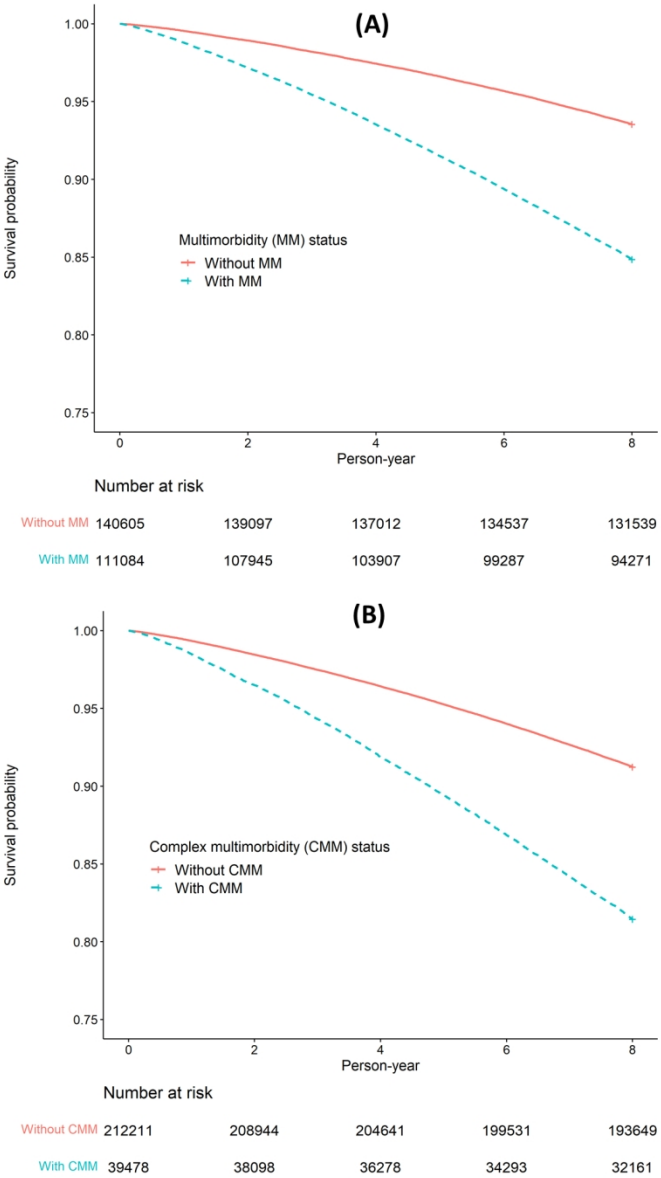 (A)
1.00
0.95
0.90
0.85
0.80
0.75
Survival probability
Multimorbidity (MM) status
Without MM
With MM
0 2 4 6 8
Person-year
Number at risk
Without MM 140605 139097 137012 134537 131539
With MM 111084 107945 103907 99287 94271
(B)
1.00
0.95
0.90
0.85
0.80
0.75
Survival probability
Complex multimorbidity (CMM) status
Without CMM
With CMM
0 2 4 6 8
Person-year
Number at risk
Without CMM 212211 208944 204641 199531 193649
With CMM 39478 38098 36278 34293 32161